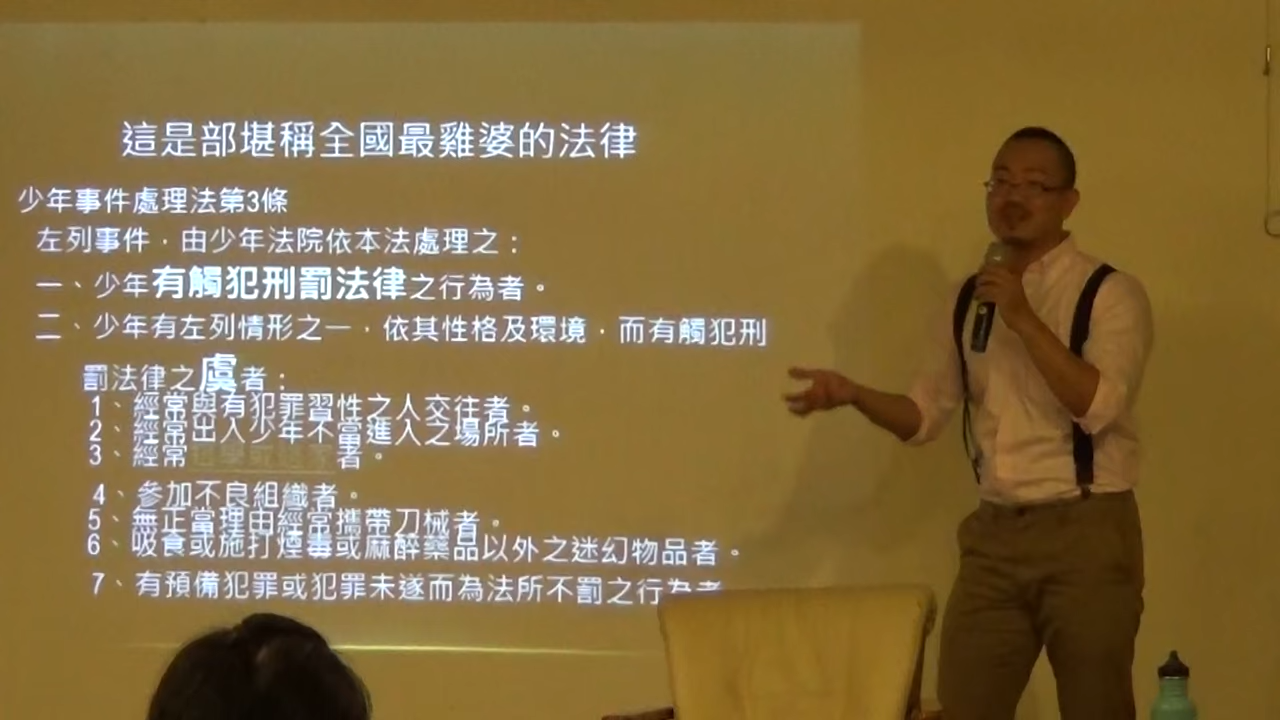 這是部堪稱全國最雞婆的法律
少年事件處理法第3條
左列事件，由少年法院依本法處理之：
一、少年有觸犯刑罰法律之行為者。
二、少年有左列情形之一，依其性格及環境，而有觸犯刑
罰法律之虞者：
1、經常與有犯罪習性之人交往者。
2、經常出入少年不當進入之場所者。
3、經常逃學或逃家者。
4、參加不良組織者。
5、無正當理由經常攜帶刀械者。
6、吸食或施打煙毒或麻醉藥品以外之迷幻物品者。
7、有預備犯罪或犯罪未遂而為法所不罰之行為者